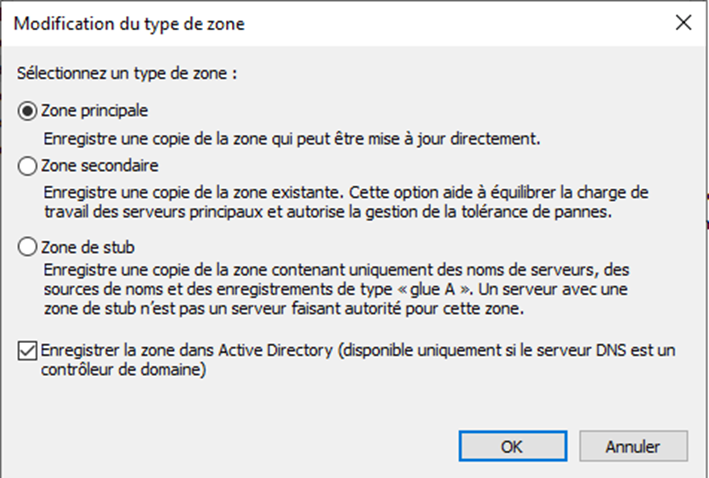 Modification du type de zone
Sélectionnez un type de zone :
Zone principale
Enregistre une copie de la zone qui peut être mise à jour directement.
Zone secondaire
Enregistre une copie de la zone existante. Cette option aide à équilibrer la charge de
travail des serveurs principaux et autorise la gestion de la tolérance de pannes.
Zone de stub
Enregistre une copie de la zone contenant uniquement des noms de serveurs, des
sources de noms et des enregistrements de type « glue A ». Un serveur avec une
zone de stub n'est pas un serveur faisant autorité pour cette zone.
Enregistrer la zone dans Active Directory (disponible uniquement si le serveur DNS est un
contrôleur de domaine)
OK
Annuler